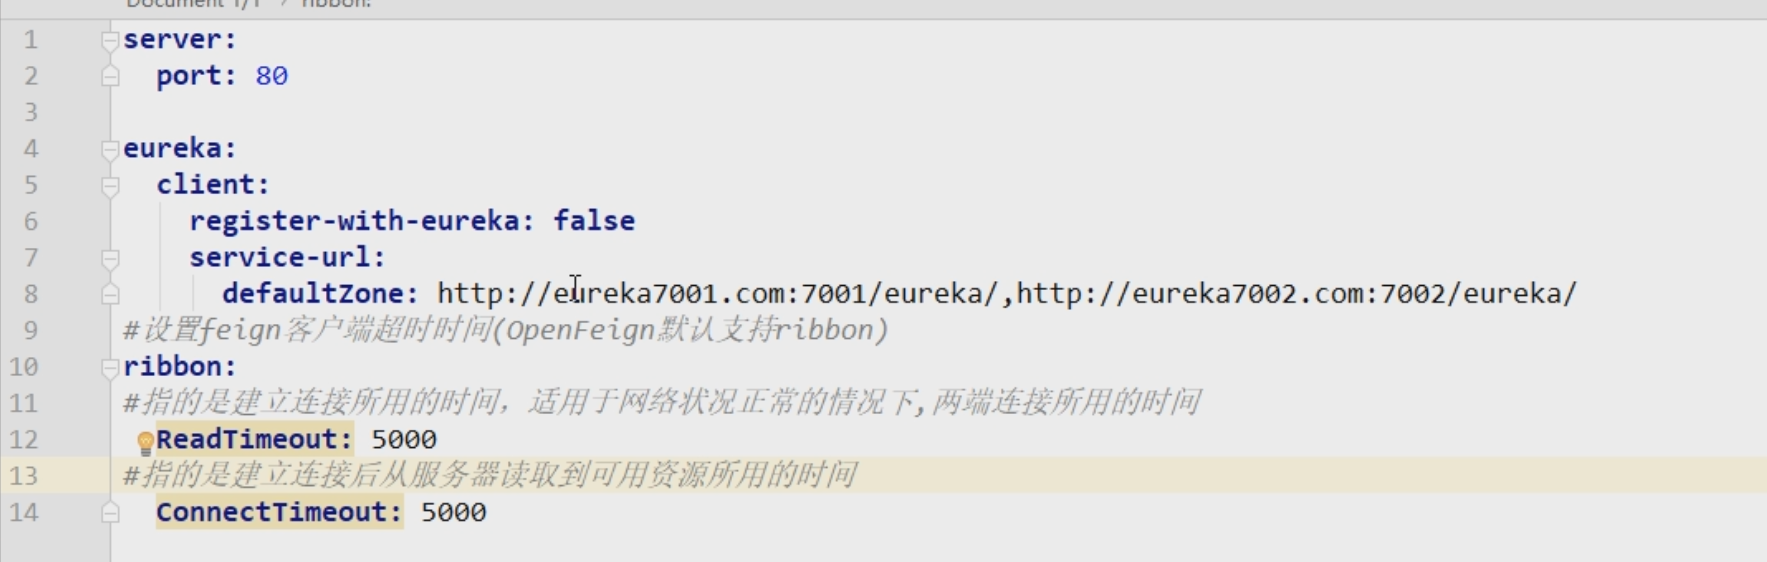 Document 1/1 › ribbon:
1 server:
2   port: 80
3
4 eureka:
5   client:
6     register-with-eureka: false
7     service-url:
8       defaultZone: http://eureka7001.com:7001/eureka/,http://eureka7002.com:7002/eureka/
9 #设置feign客户端超时时间(OpenFeign默认支持ribbon)
10 ribbon:
11 #指的是建立连接所用的时间，适用于网络状况正常的情况下,两端连接所用的时间
12   ReadTimeout: 5000
13 #指的是建立连接后从服务器读取到可用资源所用的时间
14   ConnectTimeout: 5000